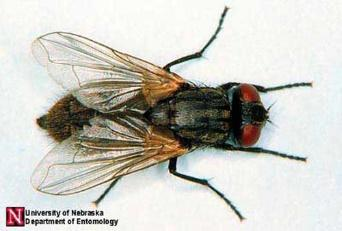 N University of Nebraska
Department of Entomology